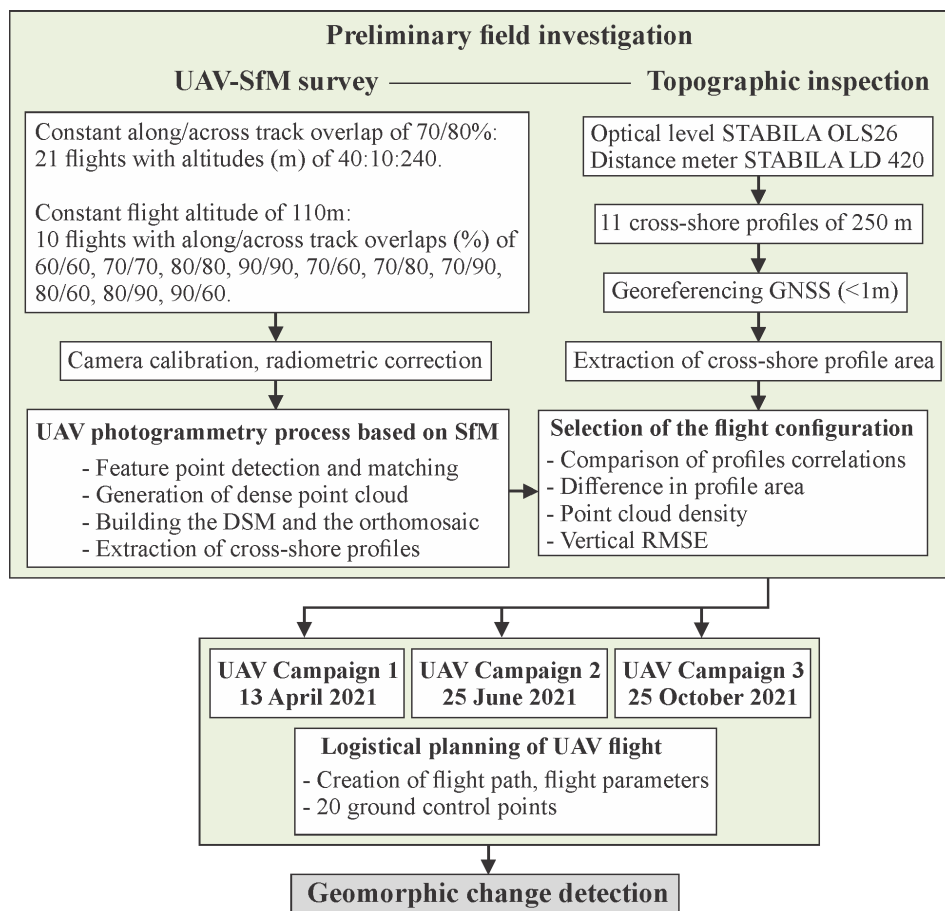 Preliminary field investigation
UAV-SfM survey
Topographic inspection
Constant along/across track overlap of 70/80%:
21 flights with altitudes (m) of 40:10:240.
Constant flight altitude of 110m:
10 flights with along/across track overlaps (%) of
60/60, 70/70, 80/80, 90/90, 70/60, 70/80, 70/90,
80/60, 80/90, 90/60.
Camera calibration, radiometric correction
UAV photogrammetry process based on SfM
- Feature point detection and matching
- Generation of dense point cloud
- Building the DSM and the orthomosaic
- Extraction of cross-shore profiles
Optical level STABILA OLS26
Distance meter STABILA LD 420
11 cross-shore profiles of 250 m
Georeferencing GNSS (<1m)
Extraction of cross-shore profile area
Selection of the flight configuration
- Comparison of profiles correlations
- Difference in profile area
- Point cloud density
- Vertical RMSE
UAV Campaign 1
13 April 2021
UAV Campaign 2
25 June 2021
UAV Campaign 3
25 October 2021
Logistical planning of UAV flight
- Creation of flight path, flight parameters
- 20 ground control points
Geomorphic change detection